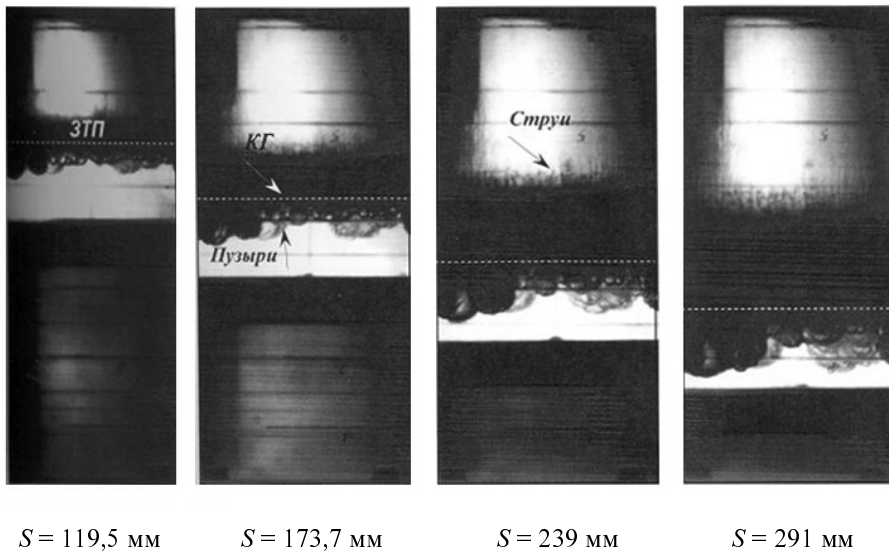 ЗТП
КГ
Пузыри
Струи
S
S
S = 119,5 мм
S = 173,7 мм
S = 239 мм
S = 291 мм